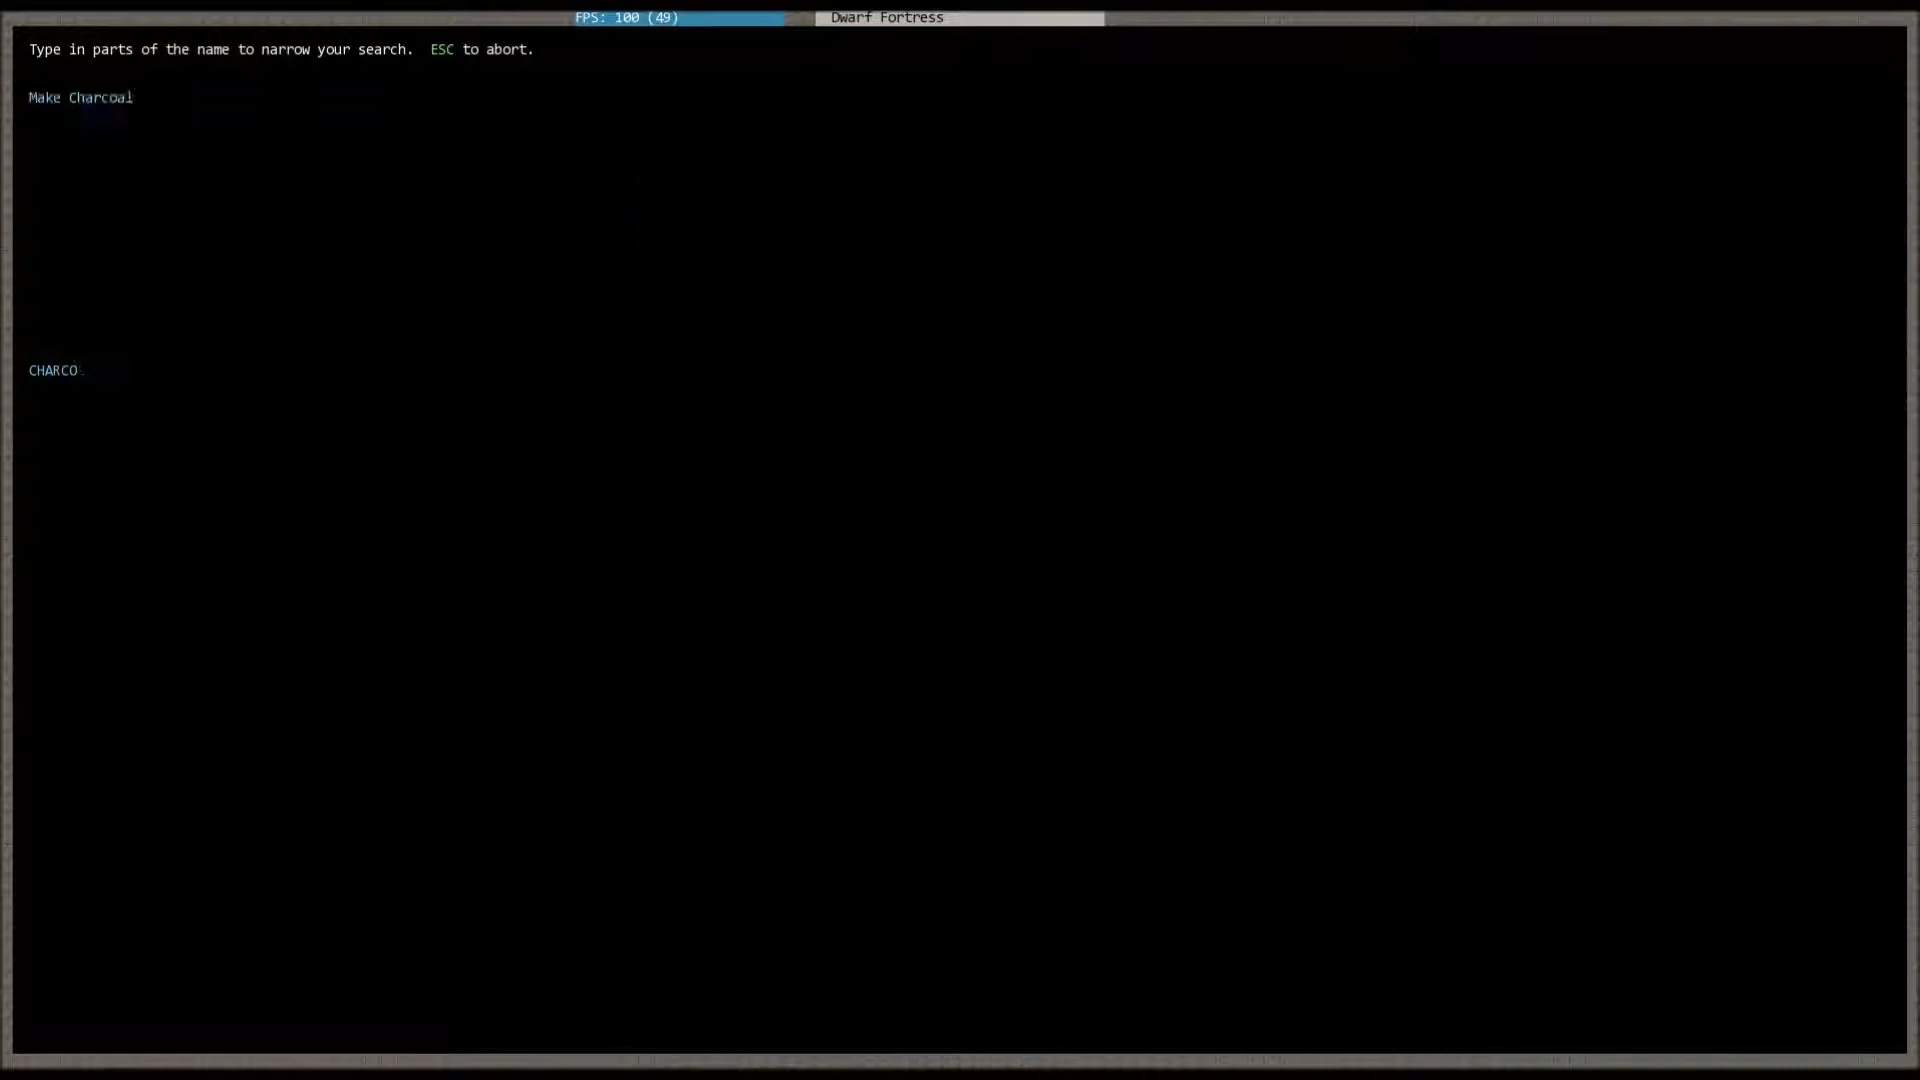 FPS: 100 (49) Dwarf Fortress
Type in parts of the name to narrow your search. ESC to abort.
Make Charcoal
CHARCO